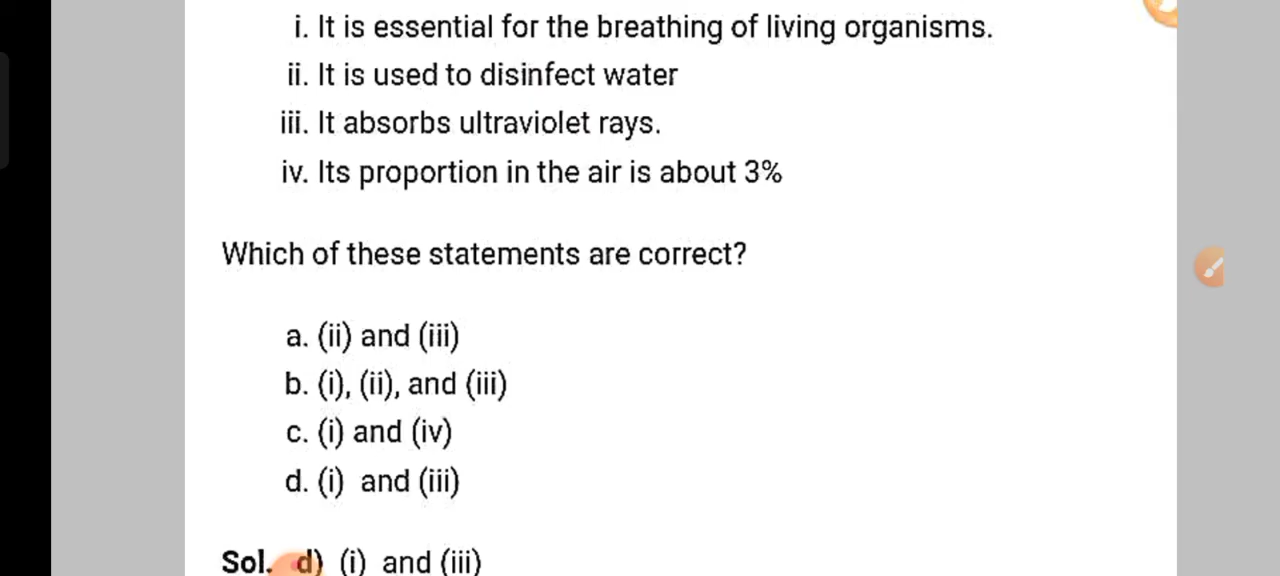 i. It is essential for the breathing of living organisms.
ii. It is used to disinfect water
iii. It absorbs ultraviolet rays.
iv. Its proportion in the air is about 3%
Which of these statements are correct?
a. (ii) and (iii)
b. (i), (ii), and (iii)
c. (i) and (iv)
d. (i) and (iii)
Sol. d) (i) and (iii)